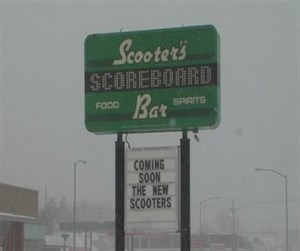 Scooter's
SCOREBOARD
FOOD Bar SPIRITS
COMING
SOON
THE NEW
SCOOTERS